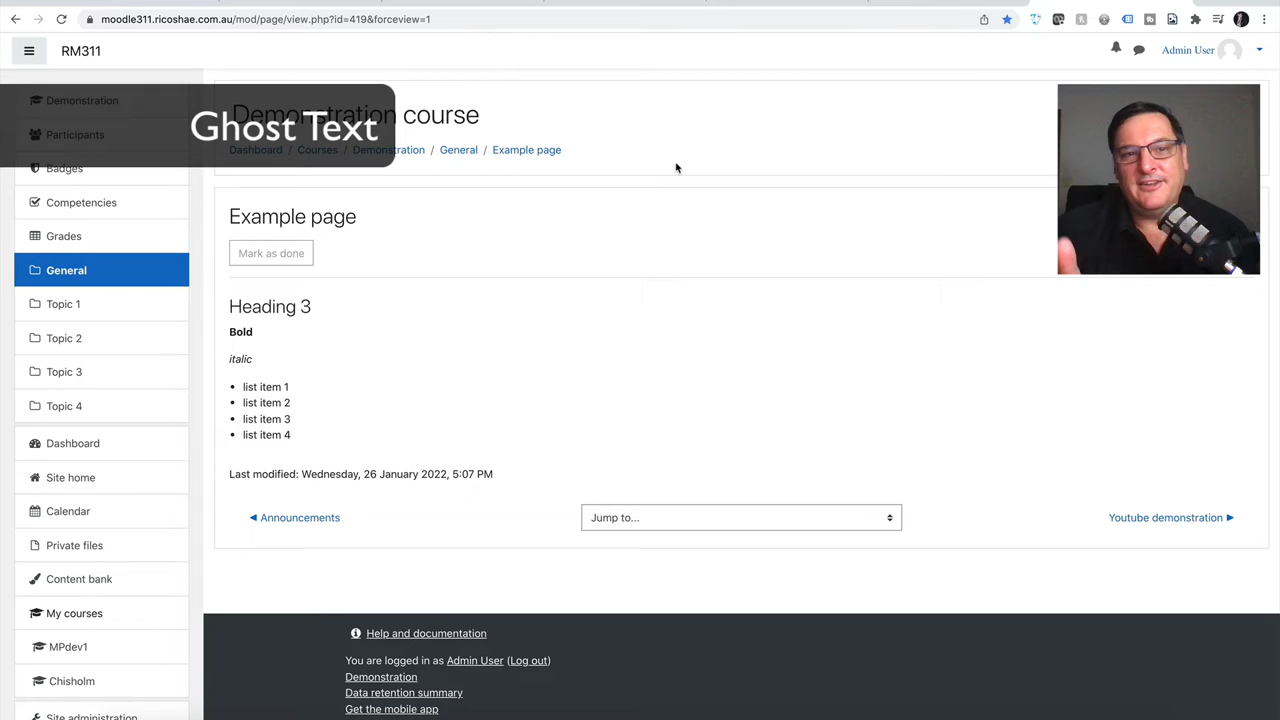 moodle311.ricoshae.com.au/mod/page/view.php?id=419&forceview=1
RM311
Admin User
Demonstration
Participants
Badges
Competencies
Grades
General
Topic 1
Topic 2
Topic 3
Topic 4
Dashboard
Site home
Calendar
Private files
Content bank
My courses
MPdev1
Chisholm
Site administration
Ghost Text
Demonstration course
Dashboard / Courses / Demonstration / General / Example page
Example page
Mark as done
Heading 3
Bold
italic
• list item 1
• list item 2
• list item 3
• list item 4
Last modified: Wednesday, 26 January 2022, 5:07 PM
◀ Announcements
Jump to...
Youtube demonstration ▶
Help and documentation
You are logged in as Admin User (Log out)
Demonstration
Data retention summary
Get the mobile app